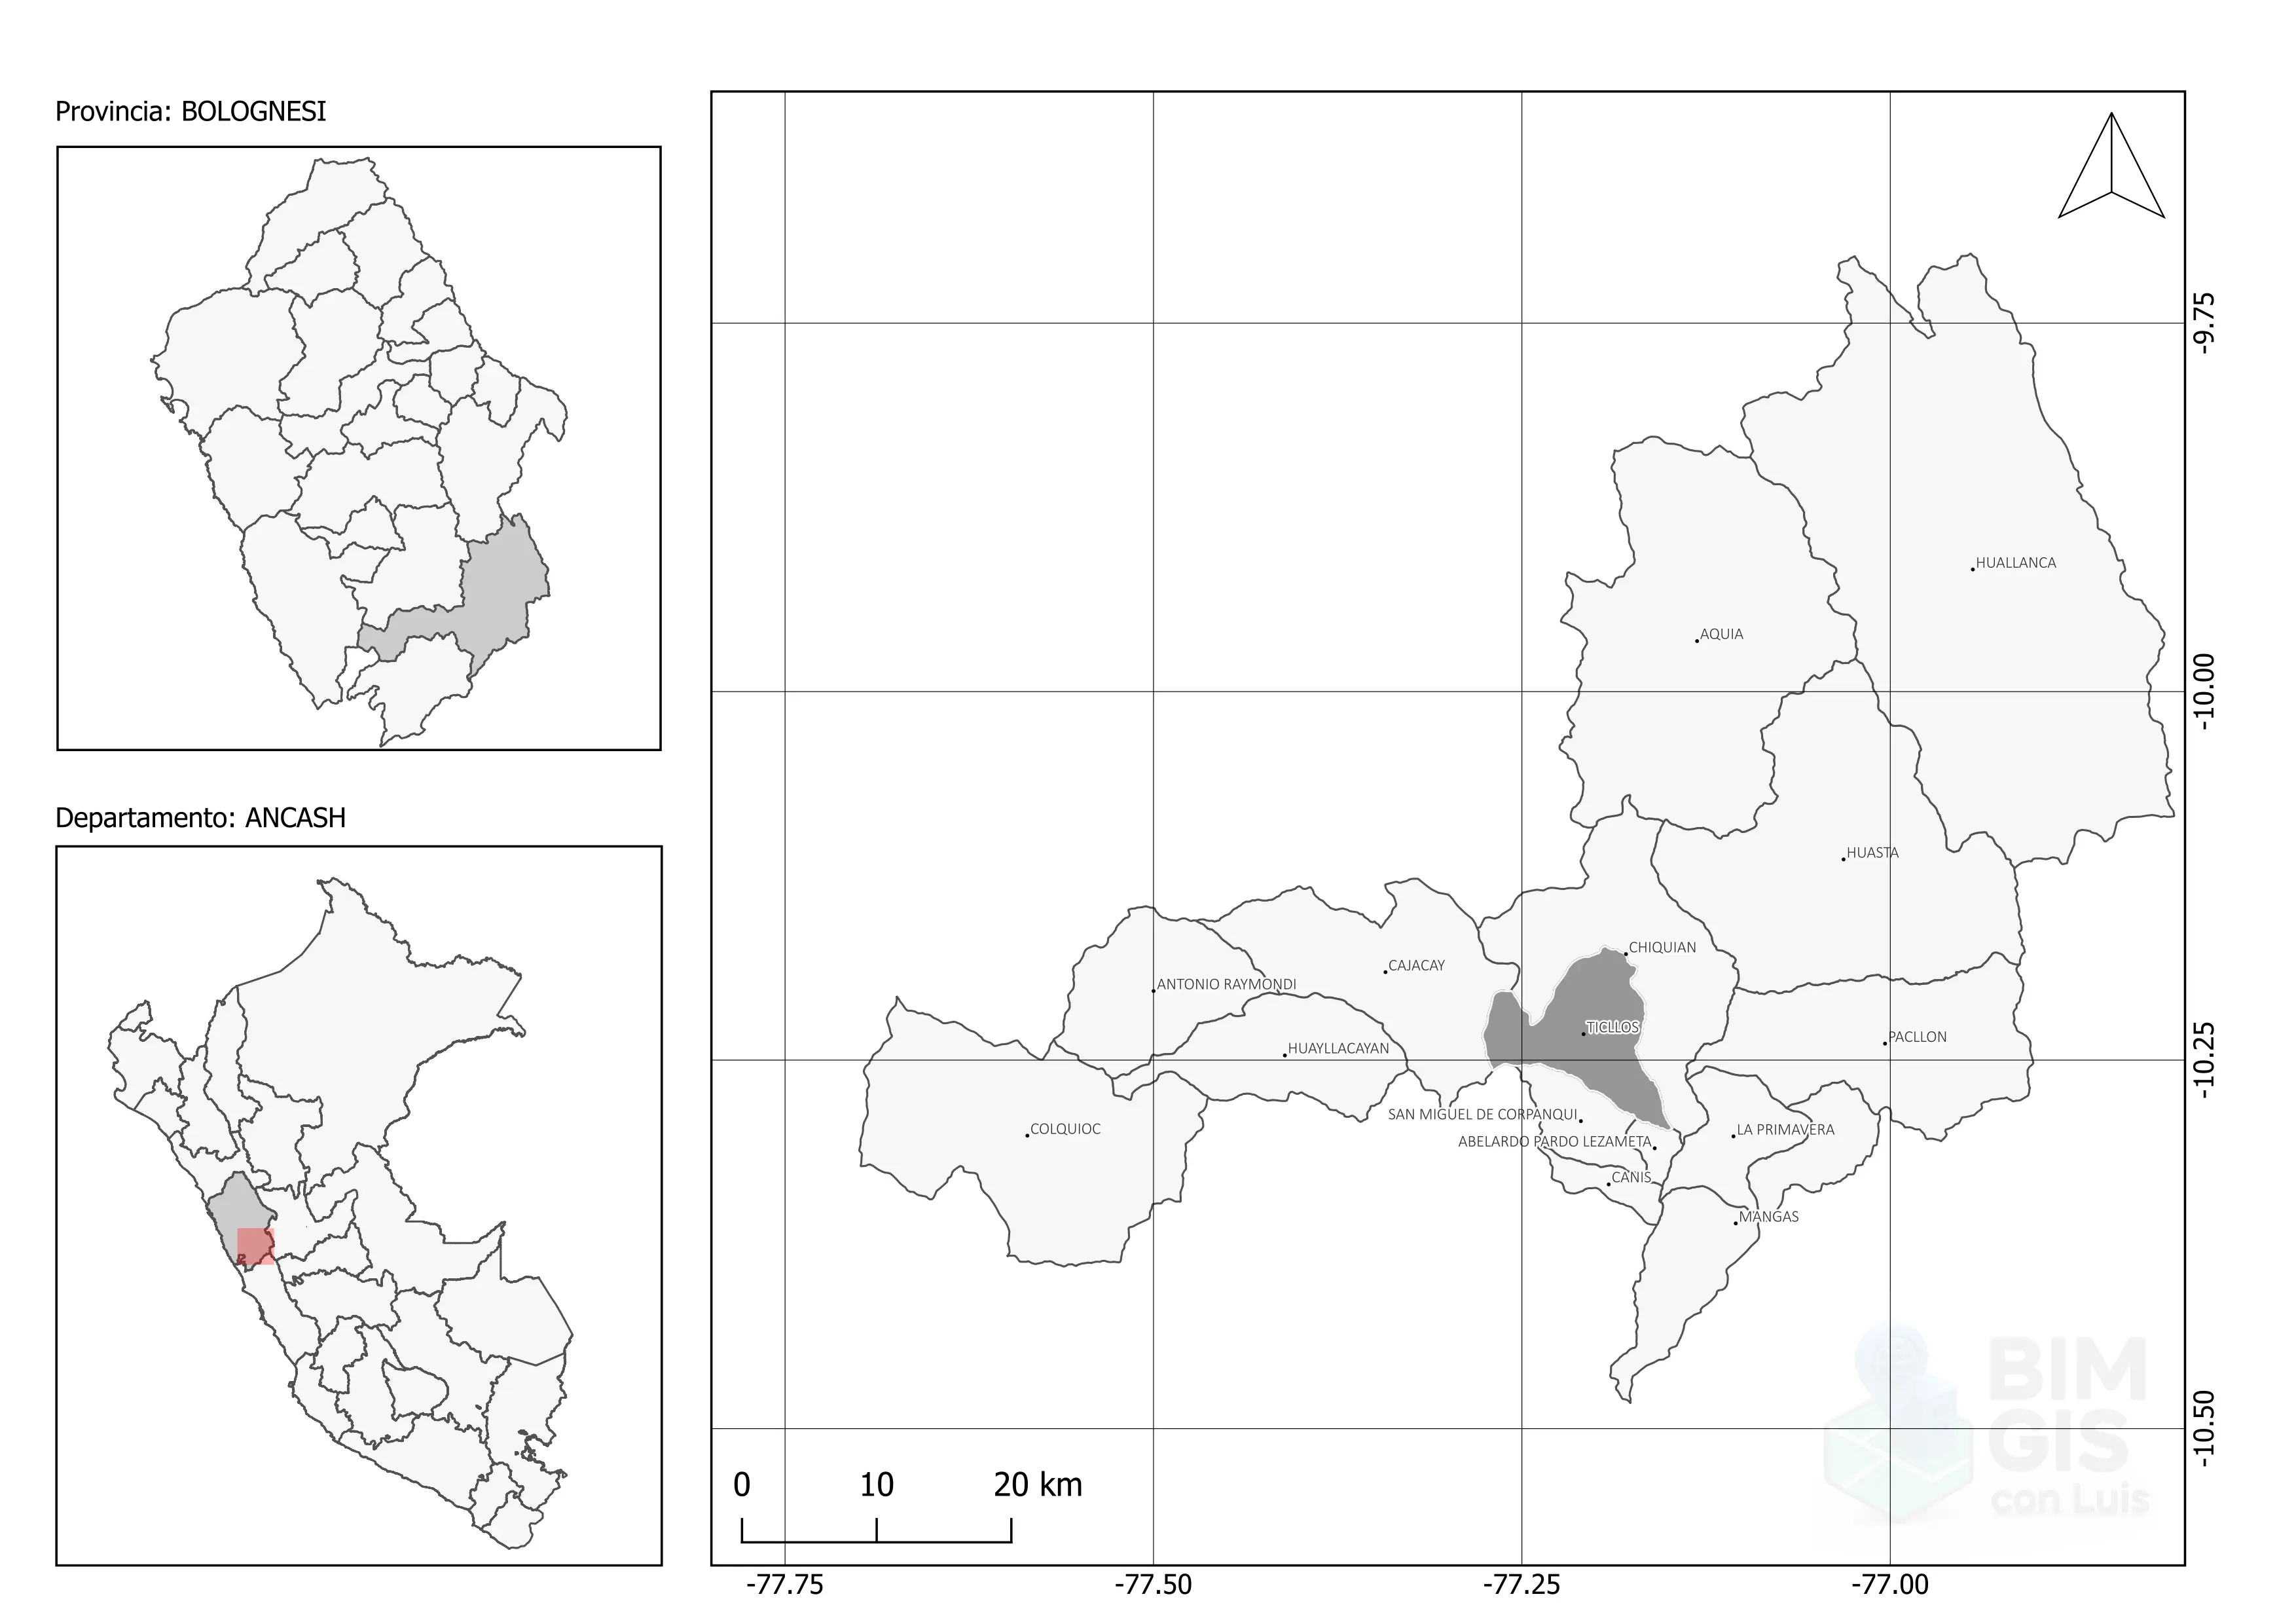 Provincia: BOLOGNESI
Departamento: ANCASH
HUALLANCA
AQUIA
HUASTA
CHIQUIAN
CAJACAY
ANTONIO RAYMONDI
TICLLOS
PACLLON
HUAYLLACAYAN
SAN MIGUEL DE CORPANQUI
COLQUIOC
LA PRIMAVERA
ABELARDO PARDO LEZAMETA
CANIS
MANGAS
-9.75
-10.00
-10.25
-10.50
BIM
GIS
con Luis
0 10 20 km
-77.75 -77.50 -77.25 -77.00